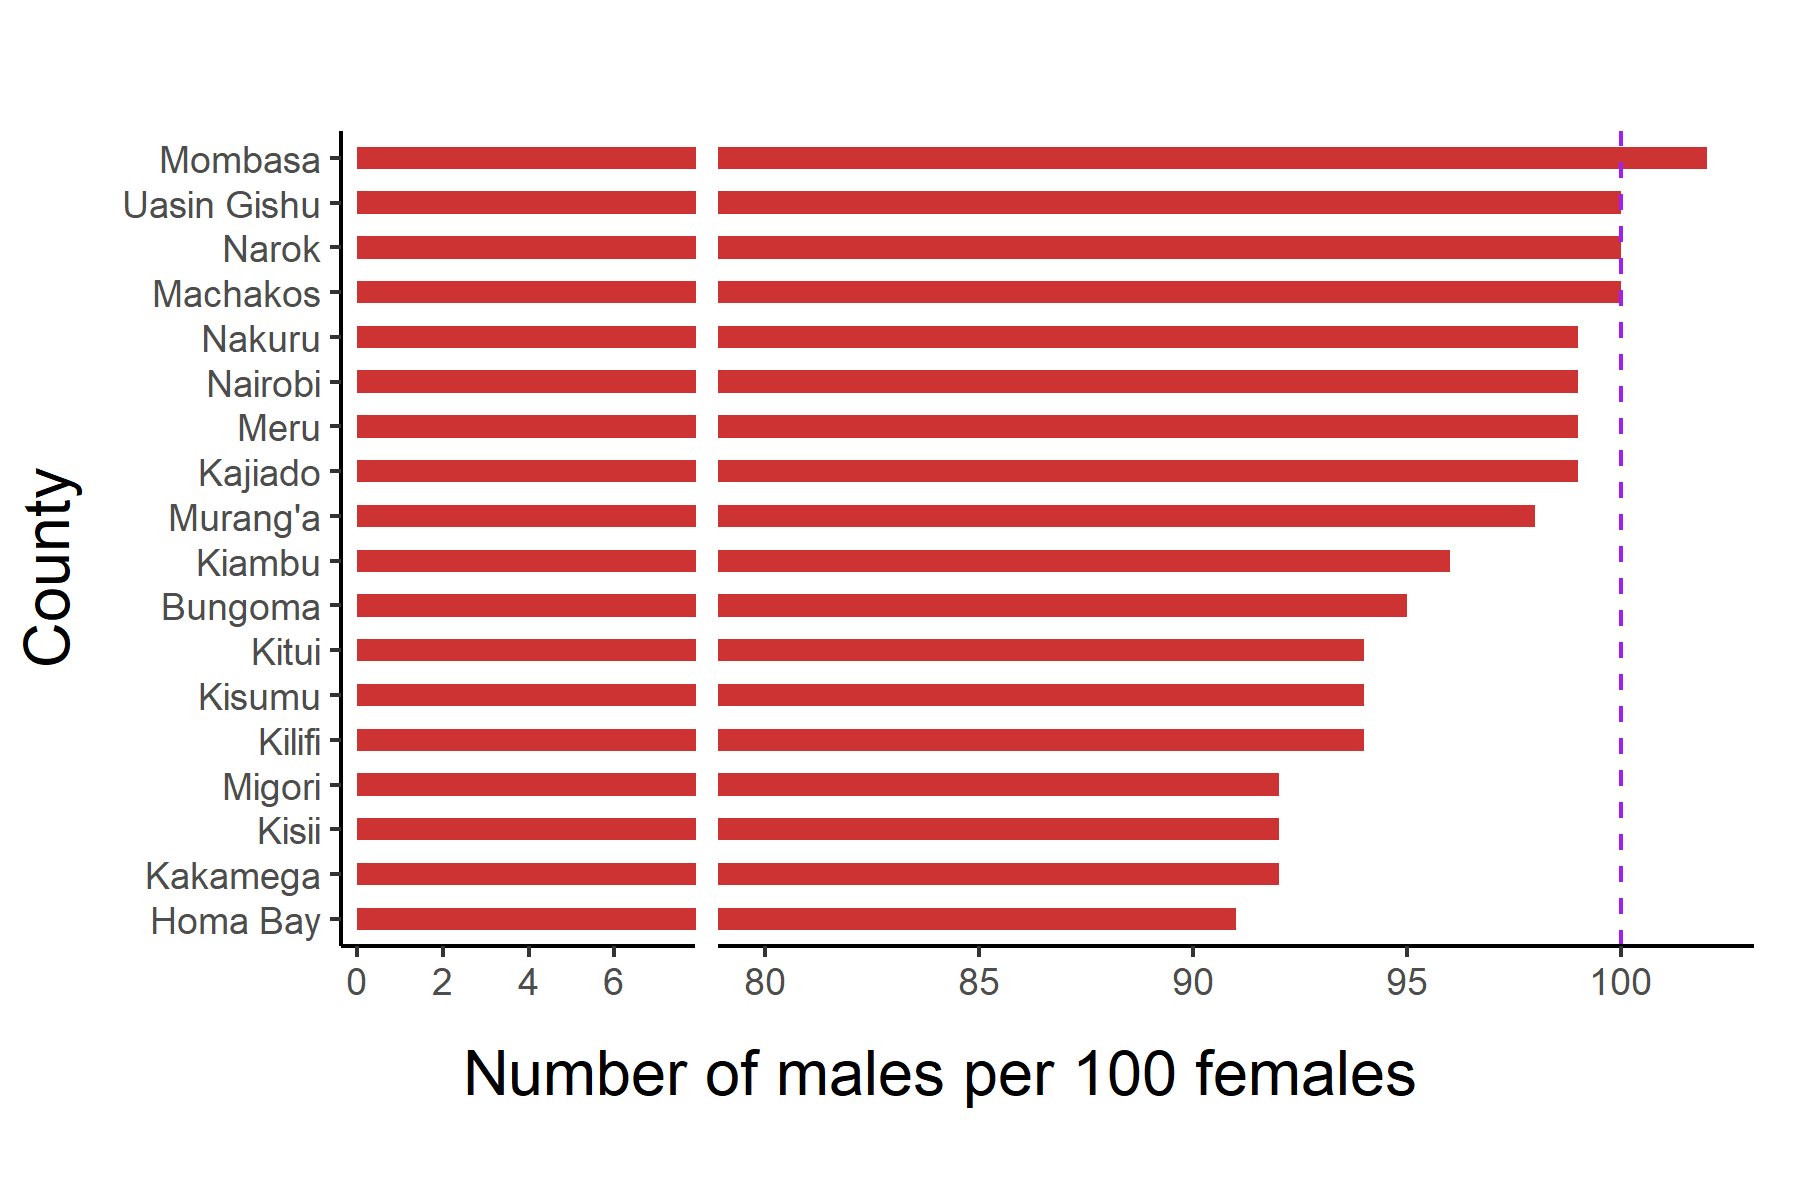 Mombasa
Uasin Gishu
Narok
Machakos
Nakuru
Nairobi
Meru
Kajiado
Murang'a
Kiambu
Bungoma
Kitui
Kisumu
Kilifi
Migori
Kisii
Kakamega
Homa Bay
County
0 2 4 6 80 85 90 95 100
Number of males per 100 females